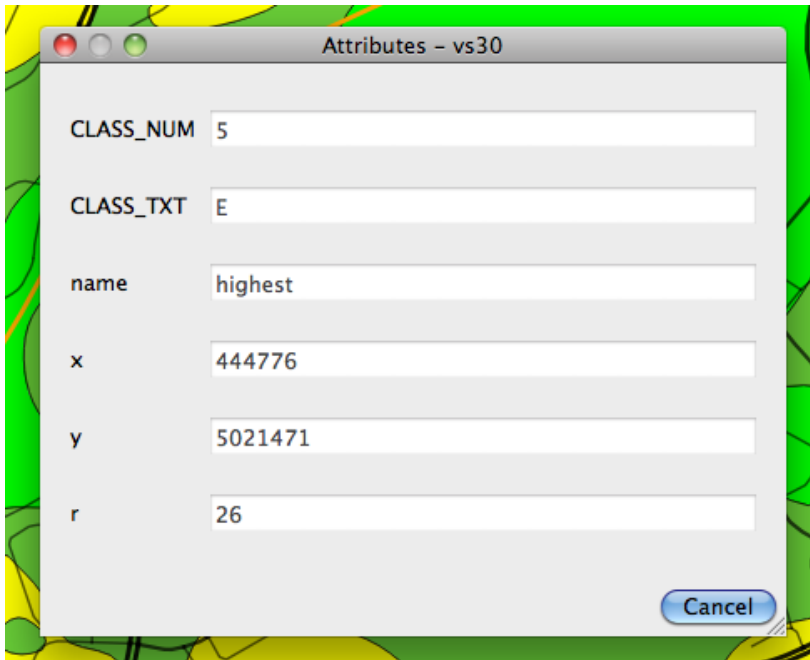 Attributes – vs30
CLASS_NUM 5
CLASS_TXT E
name highest
x 444776
y 5021471
r 26
Cancel